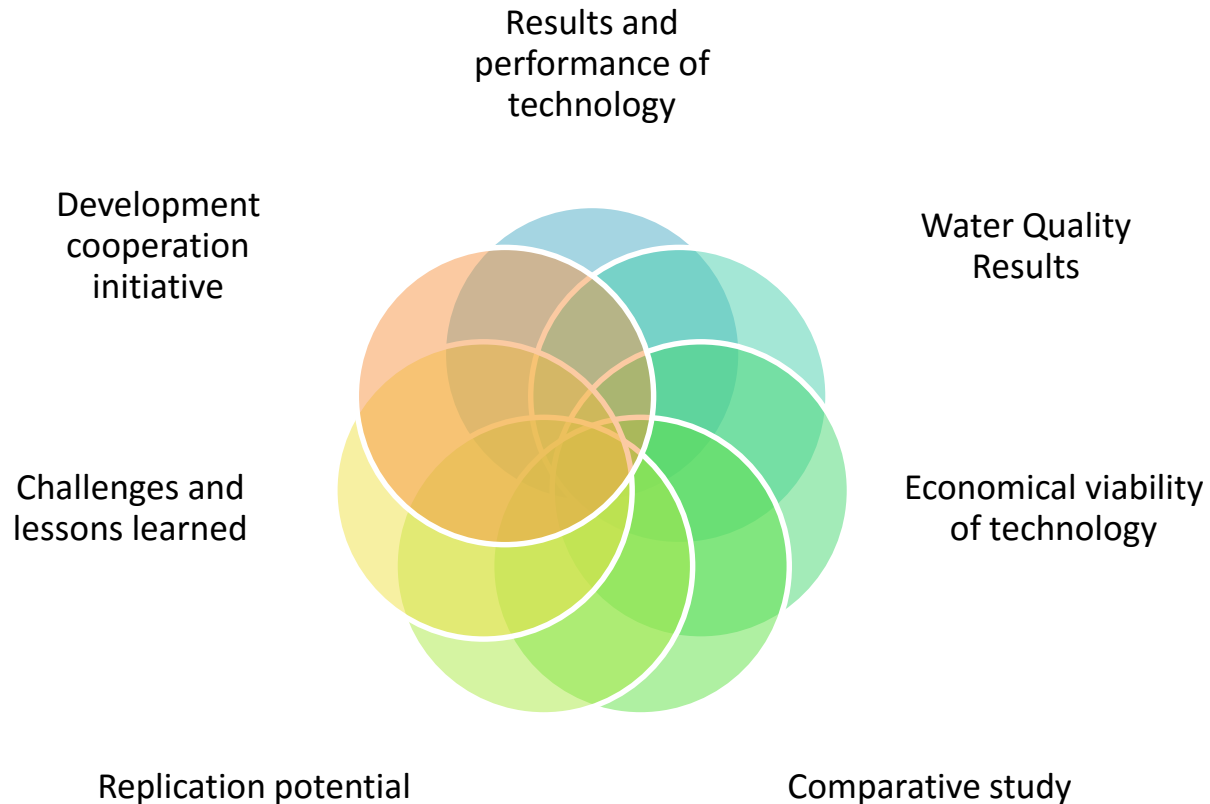 Results and
performance of
technology
Development
cooperation
initiative
Water Quality
Results
Challenges and
lessons learned
Economical viability
of technology
Replication potential
Comparative study